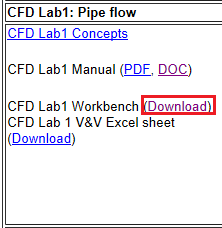 CFD Lab1: Pipe flow
CFD Lab1 Concepts
CFD Lab1 Manual (PDF, DOC)
CFD Lab1 Workbench (Download)
CFD Lab 1 V&V Excel sheet
(Download)